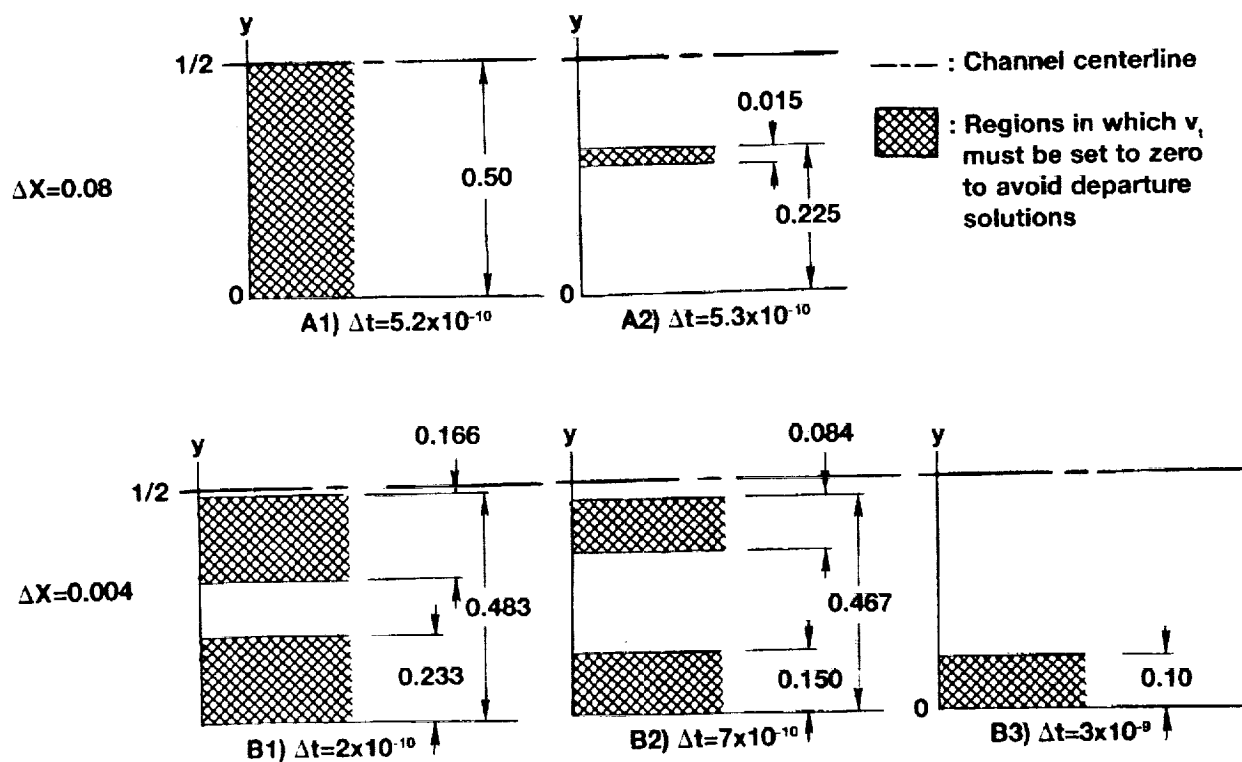 y
1/2
0.50
0
ΔX=0.08
A1) Δt=5.2x10⁻¹⁰
y
0.015
0.225
0
A2) Δt=5.3x10⁻¹⁰
: Channel centerline
: Regions in which vₜ
must be set to zero
to avoid departure
solutions
y
1/2
0.166
0.483
0.233
ΔX=0.004
B1) Δt=2x10⁻¹⁰
y
0.084
0.467
0.150
B2) Δt=7x10⁻¹⁰
y
0
0.10
B3) Δt=3x10⁻⁹